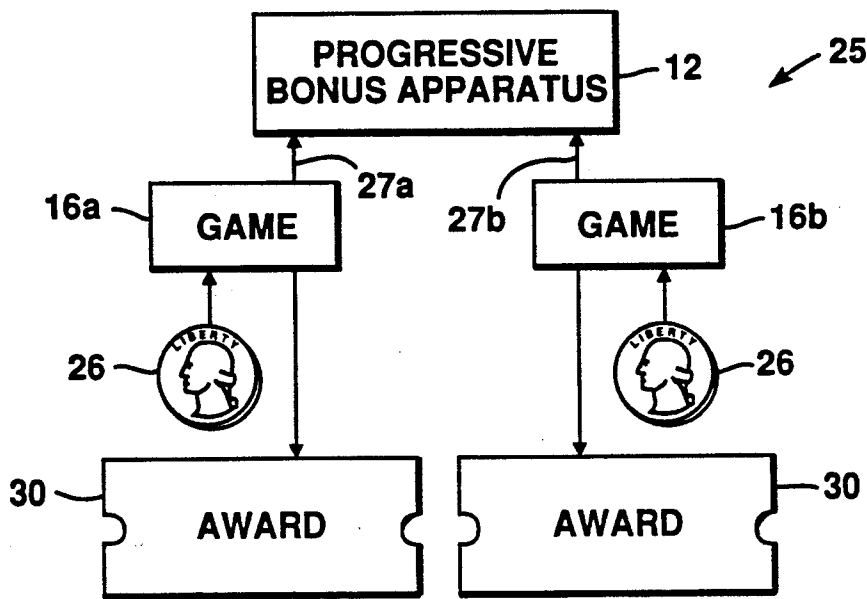 PROGRESSIVE
BONUS APPARATUS
12
25
27a
27b
16a
GAME
GAME
16b
LIBERTY
LIBERTY
26
26
30
AWARD
AWARD
30